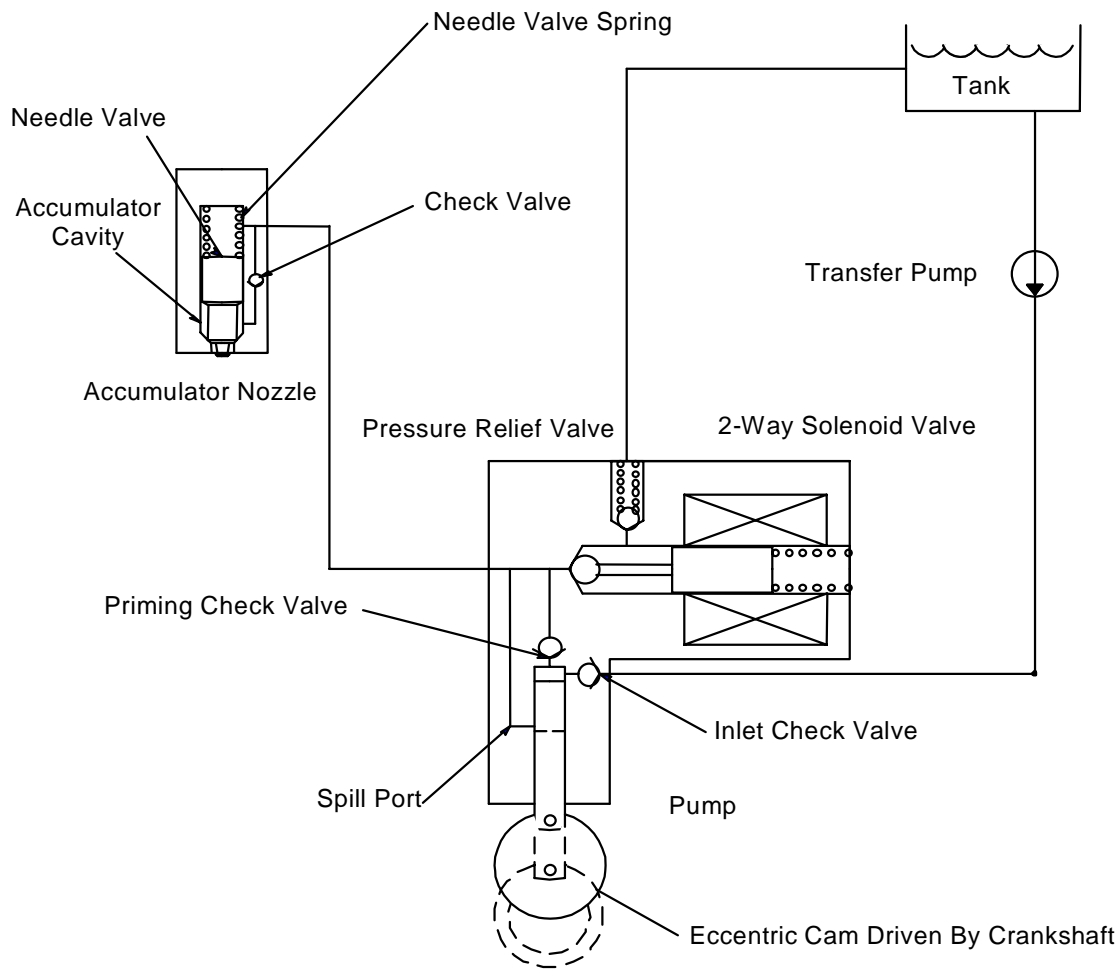 Needle Valve Spring
Tank
Needle Valve
Accumulator
Cavity
Check Valve
Transfer Pump
Accumulator Nozzle
Pressure Relief Valve
2-Way Solenoid Valve
Priming Check Valve
Inlet Check Valve
Spill Port
Pump
Eccentric Cam Driven By Crankshaft